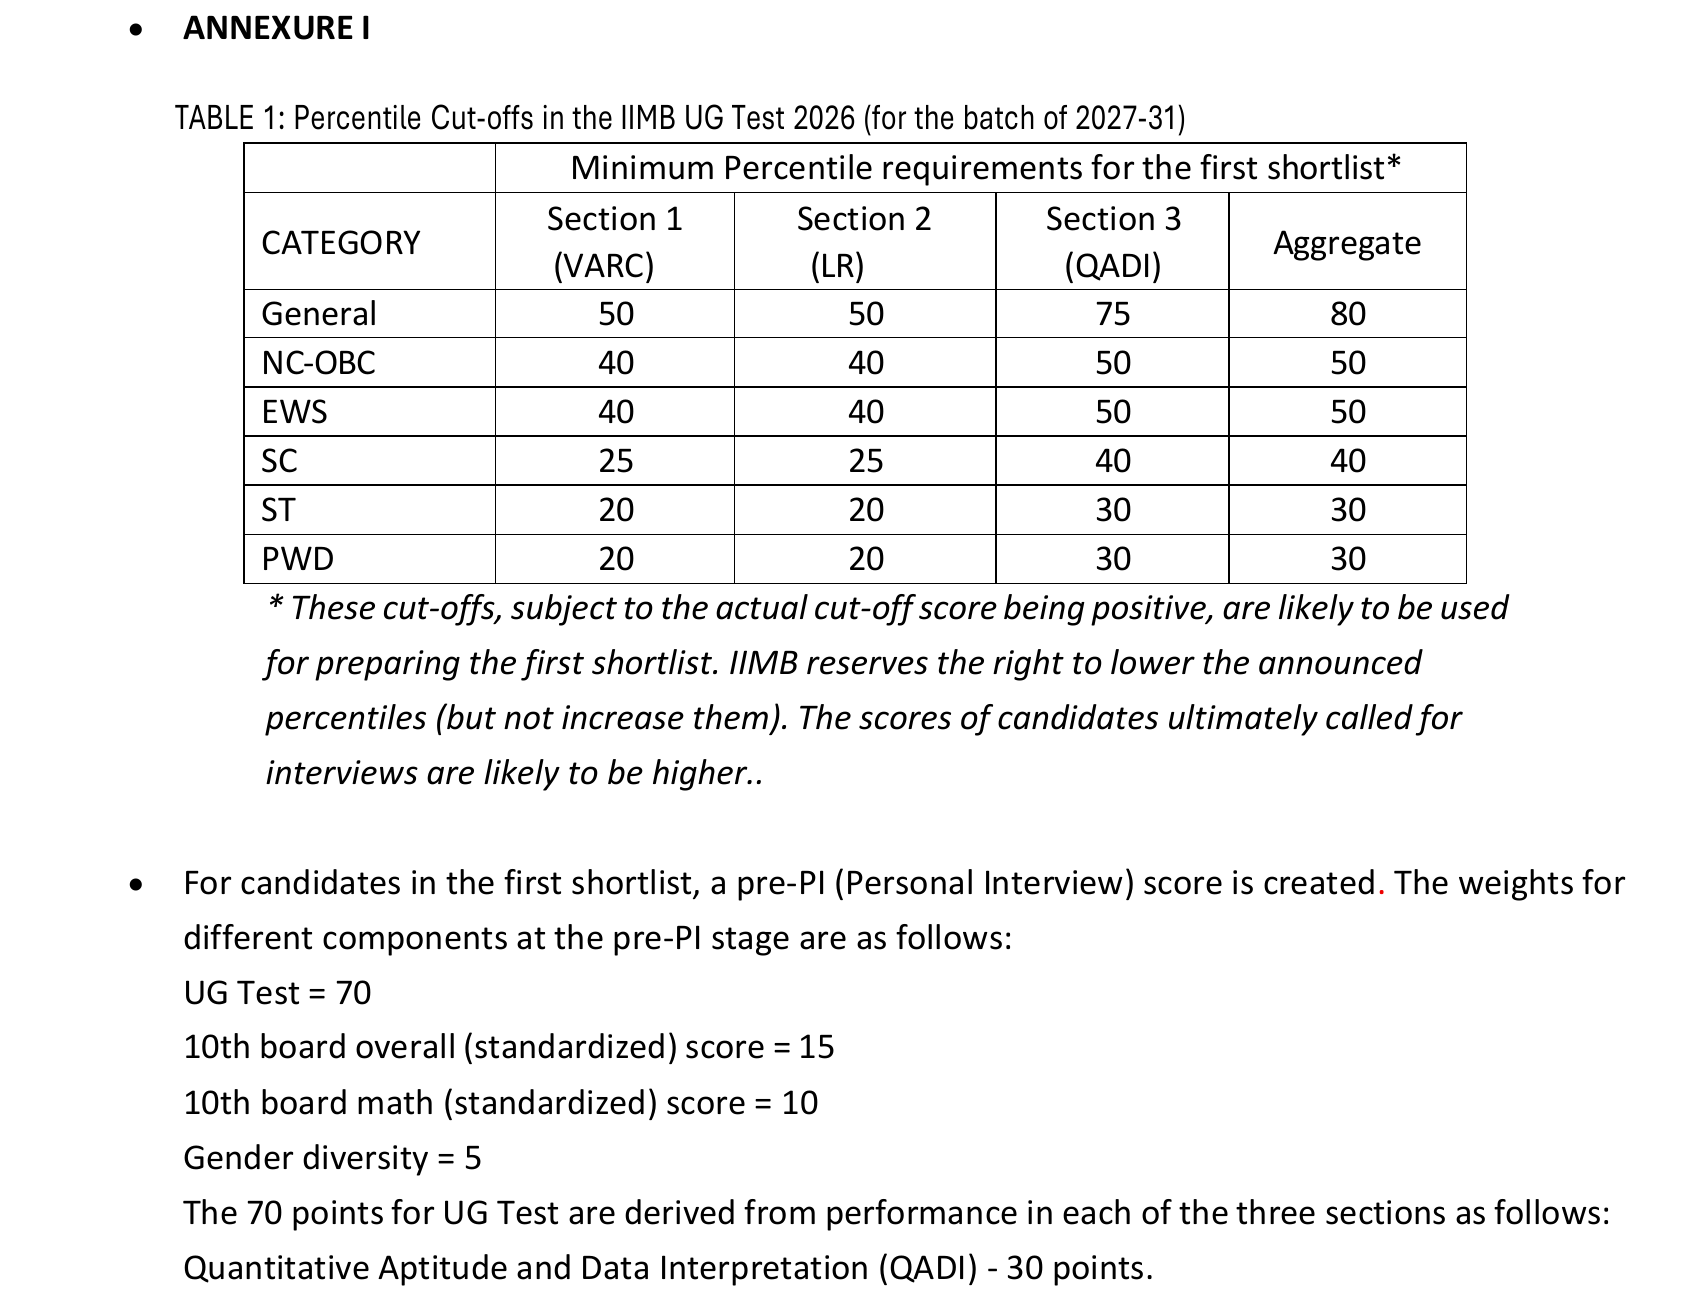 • ANNEXURE I
TABLE 1: Percentile Cut-offs in the IIMB UG Test 2026 (for the batch of 2027-31)
Minimum Percentile requirements for the first shortlist*
CATEGORY Section 1 (VARC) Section 2 (LR) Section 3 (QADI) Aggregate
General 50 50 75 80
NC-OBC 40 40 50 50
EWS 40 40 50 50
SC 25 25 40 40
ST 20 20 30 30
PWD 20 20 30 30
* These cut-offs, subject to the actual cut-off score being positive, are likely to be used
for preparing the first shortlist. IIMB reserves the right to lower the announced
percentiles (but not increase them). The scores of candidates ultimately called for
interviews are likely to be higher..
• For candidates in the first shortlist, a pre-PI (Personal Interview) score is created. The weights for
different components at the pre-PI stage are as follows:
UG Test = 70
10th board overall (standardized) score = 15
10th board math (standardized) score = 10
Gender diversity = 5
The 70 points for UG Test are derived from performance in each of the three sections as follows:
Quantitative Aptitude and Data Interpretation (QADI) - 30 points.